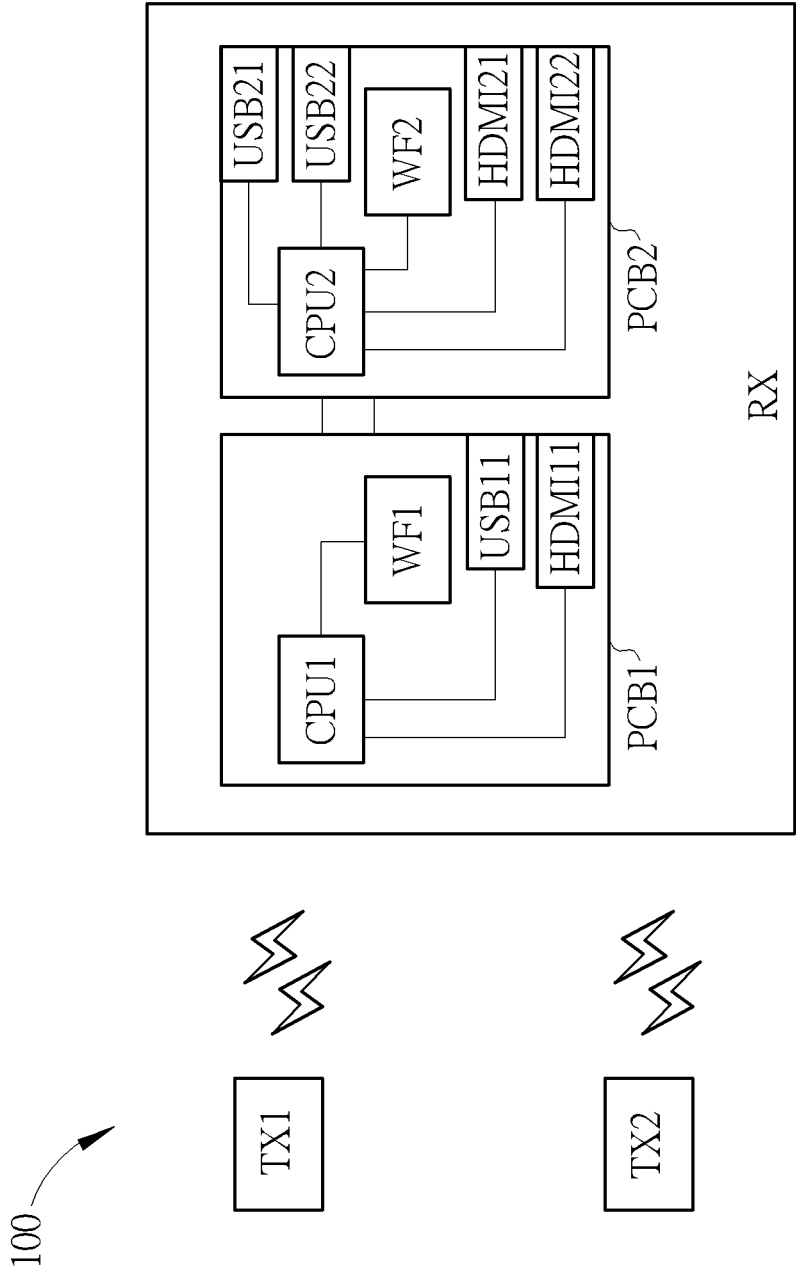 100
TX1
TX2
CPU1
WF1
USB11
HDMI11
PCB1
CPU2
USB21
USB22
WF2
HDMI21
HDMI22
PCB2
RX